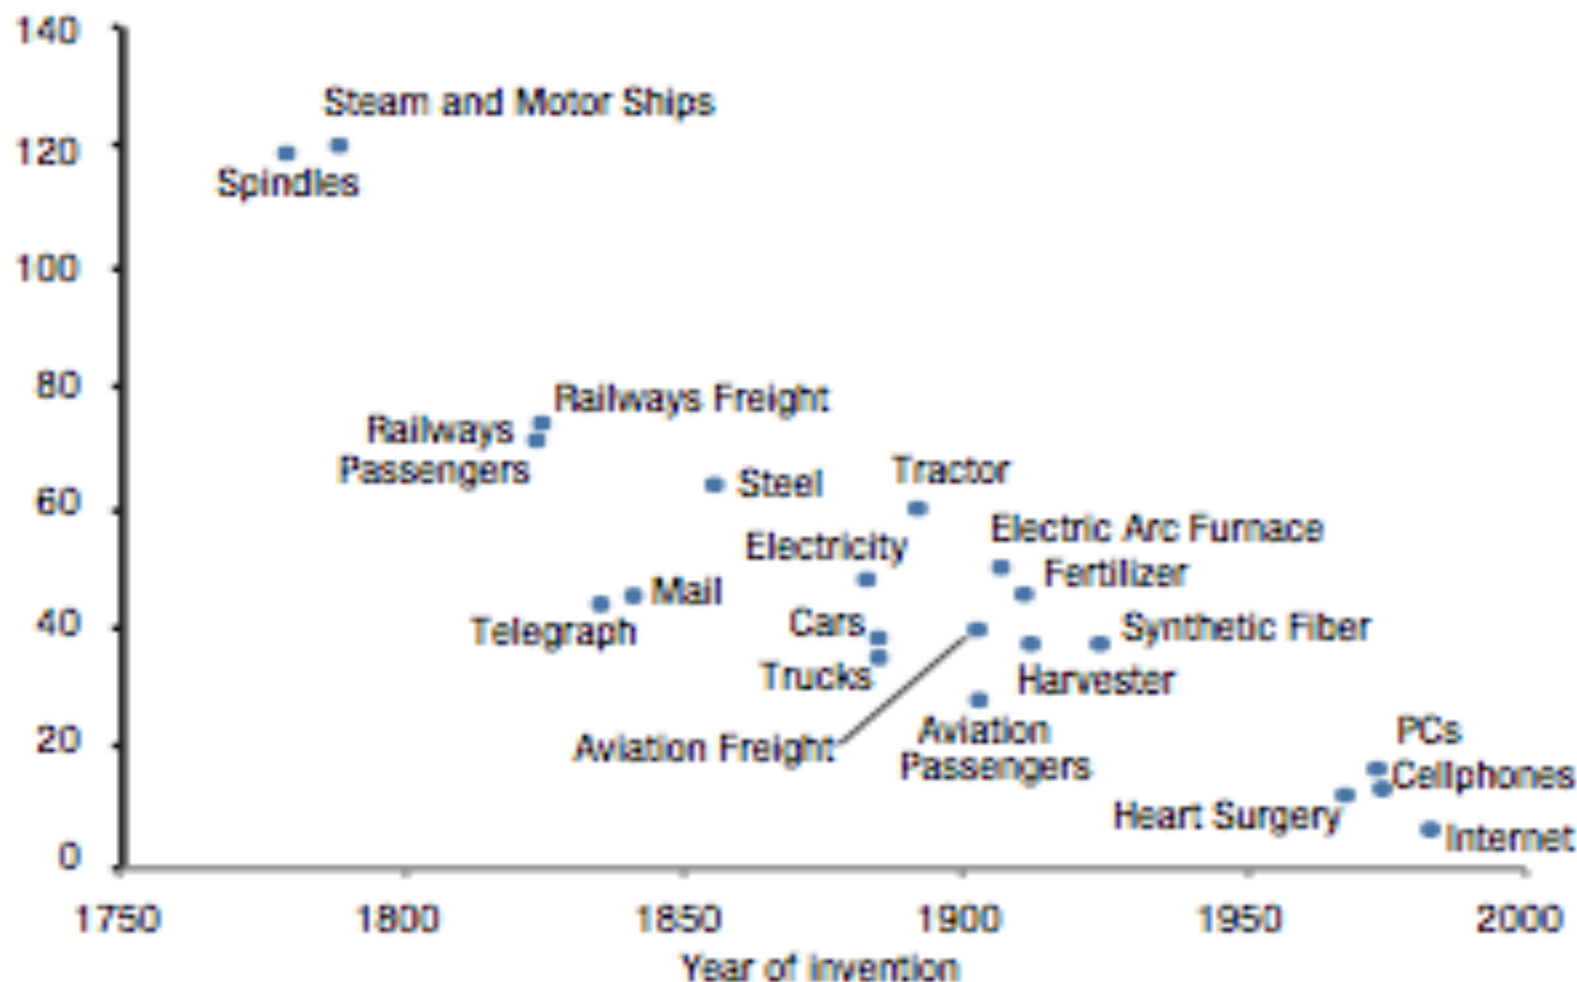 140
Steam and Motor Ships
120
Spindles
100
80
Railways Freight
Railways
Passengers
Steel
Tractor
60
Electric Arc Furnace
Electricity
Fertilizer
Mail
40
Telegraph
Cars
Synthetic Fiber
Trucks
Harvester
20
Aviation Freight
Aviation
Passengers
PCs
Cellphones
Heart Surgery
Internet
0
1750 1800 1850 1900 1950 2000
Year of invention